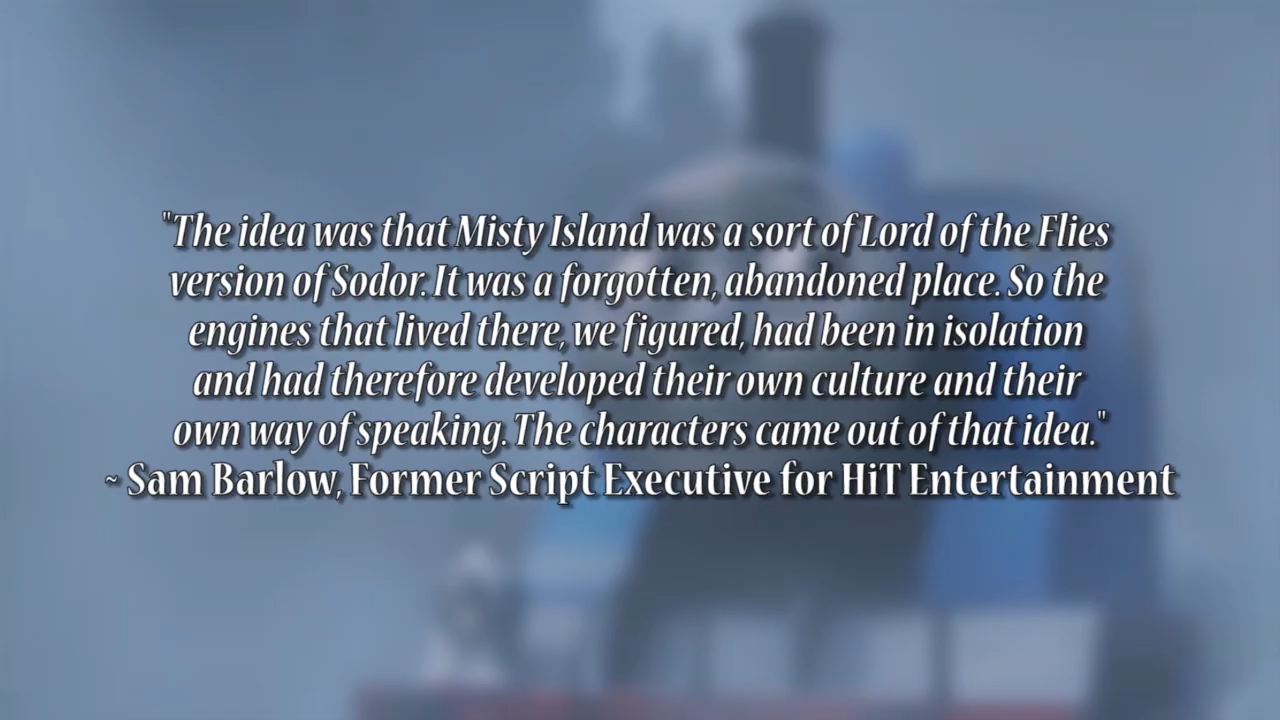 "The idea was that Misty Island was a sort of Lord of the Flies
version of Sodor. It was a forgotten, abandoned place. So the
engines that lived there, we figured, had been in isolation
and had therefore developed their own culture and their
own way of speaking. The characters came out of that idea."
~ Sam Barlow, Former Script Executive for HiT Entertainment